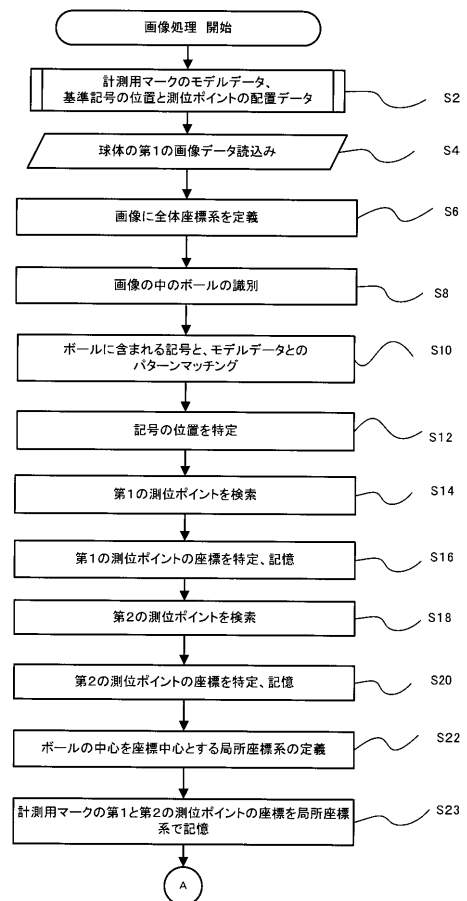 画像処理 開始
計測用マークのモデルデータ、
基準記号の位置と測位ポイントの配置データ
S2
球体の第1の画像データ読込み
S4
画像に全体座標系を定義
S6
画像の中のボールの識別
S8
ボールに含まれる記号と、モデルデータとの
パターンマッチング
S10
記号の位置を特定
S12
第1の測位ポイントを検索
S14
第1の測位ポイントの座標を特定、記憶
S16
第2の測位ポイントを検索
S18
第2の測位ポイントの座標を特定、記憶
S20
ボールの中心を座標中心とする局所座標系の定義
S22
計測用マークの第1と第2の測位ポイントの座標を局所座標
系で記憶
S23
A